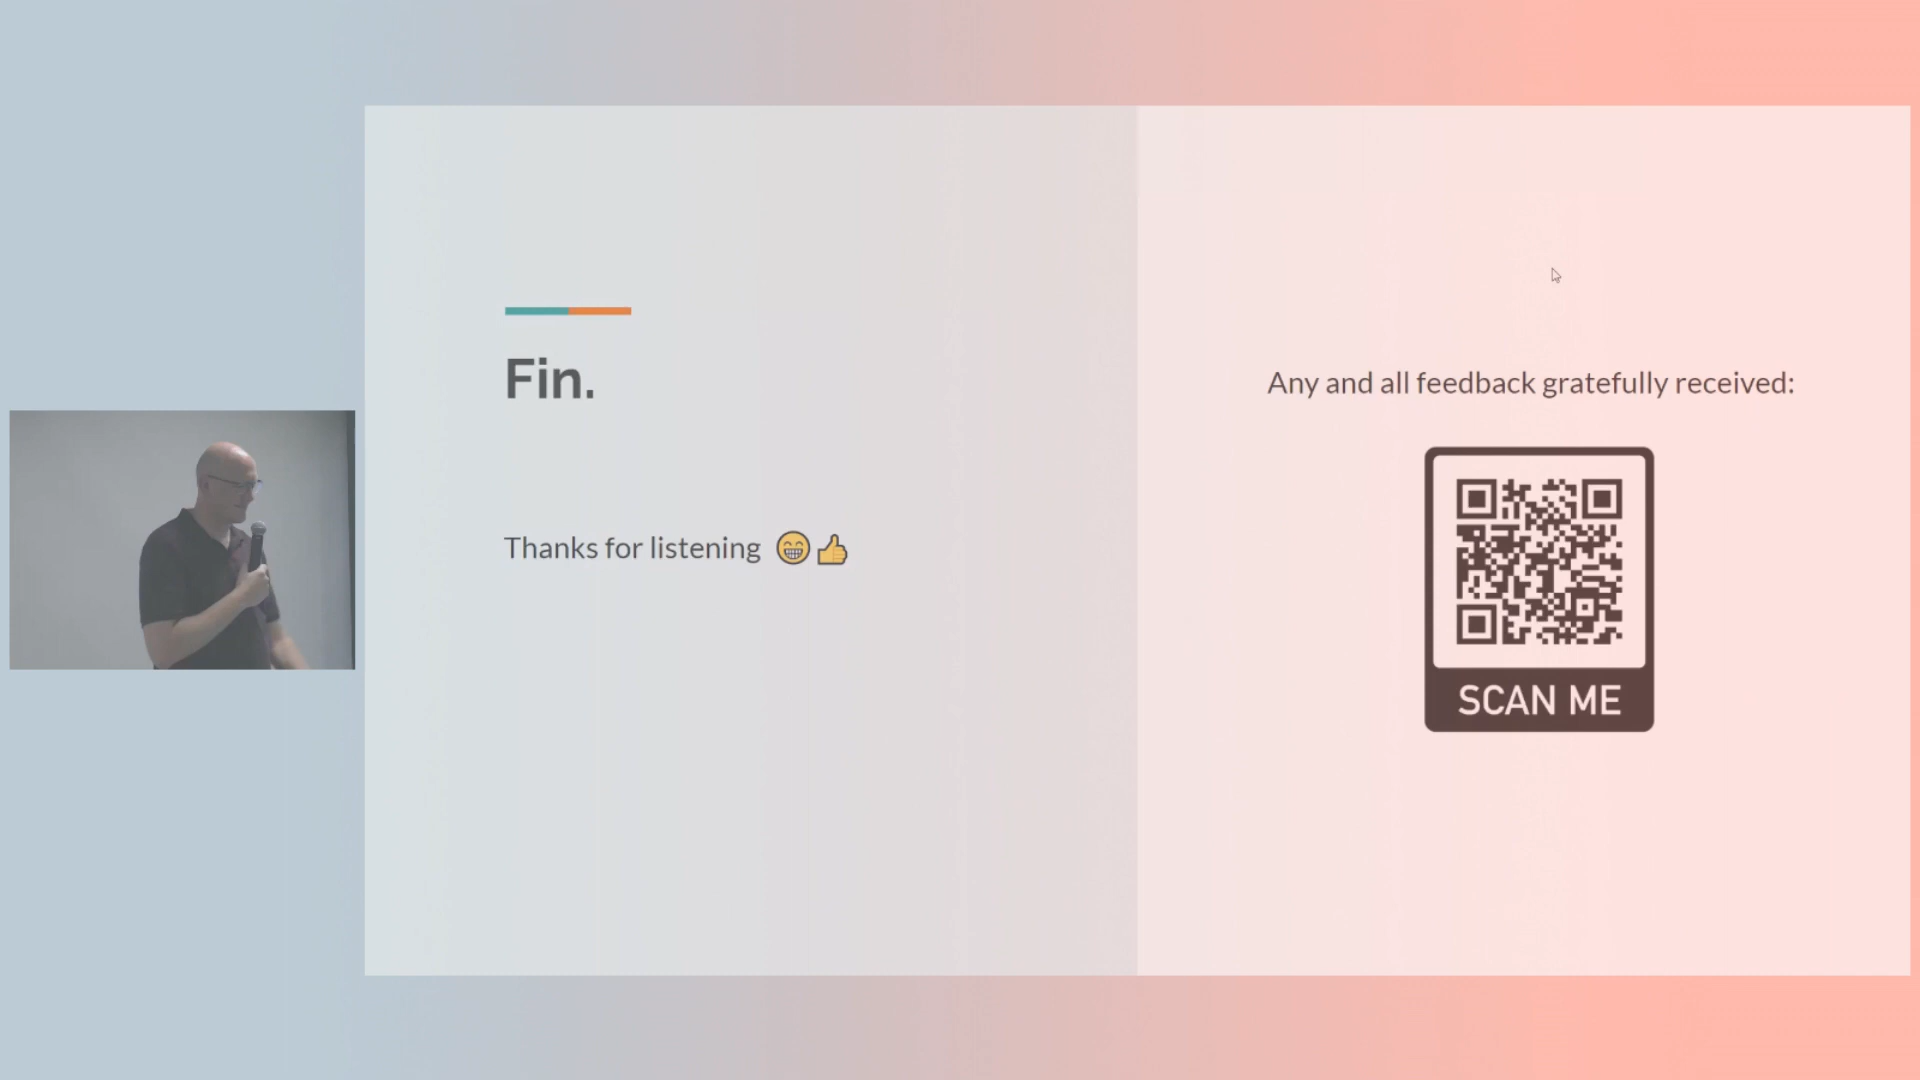 Fin.
Thanks for listening 😁👍
Any and all feedback gratefully received:
SCAN ME